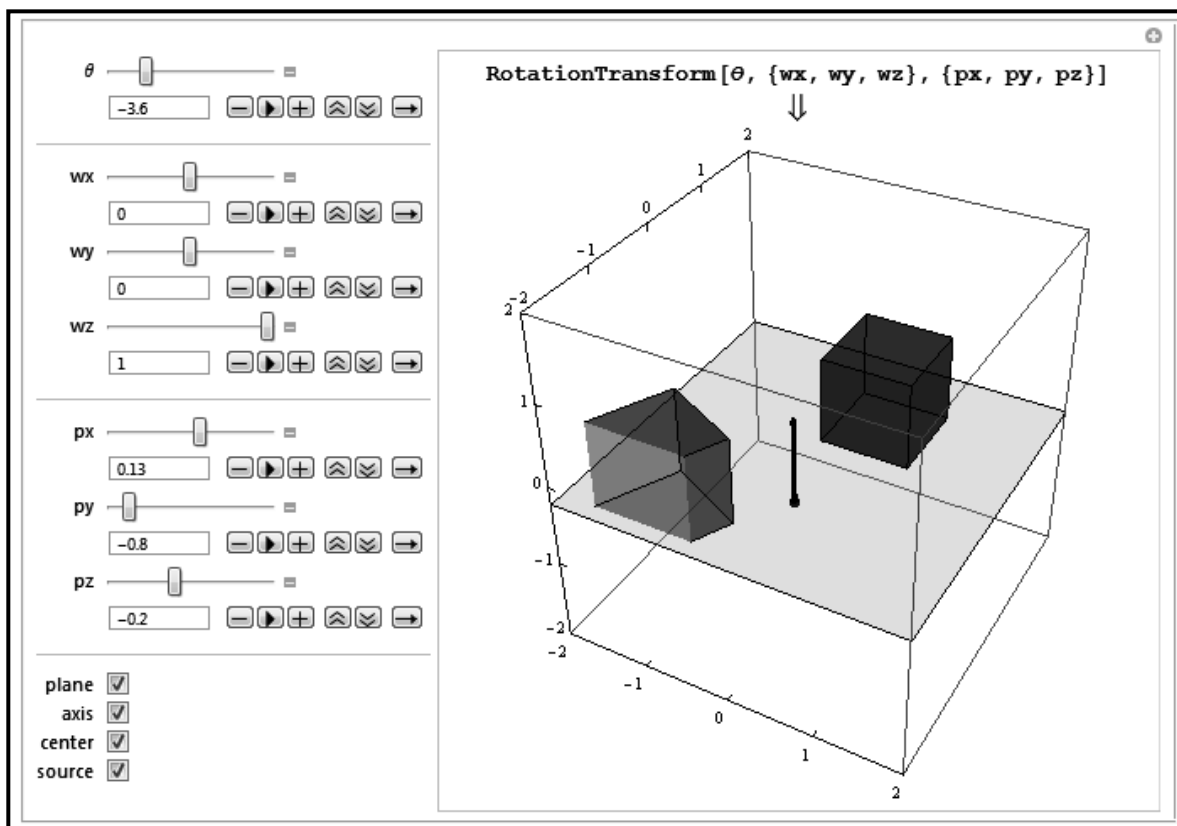 θ
−3.6
wx
0
wy
0
wz
1
px
0.13
py
−0.8
pz
−0.2
plane
axis
center
source
RotationTransform[θ, {wx, wy, wz}, {px, py, pz}]
⇓
2
1
0
−1
−2
2
1
0
−1
−2
−2
−1
0
1
2